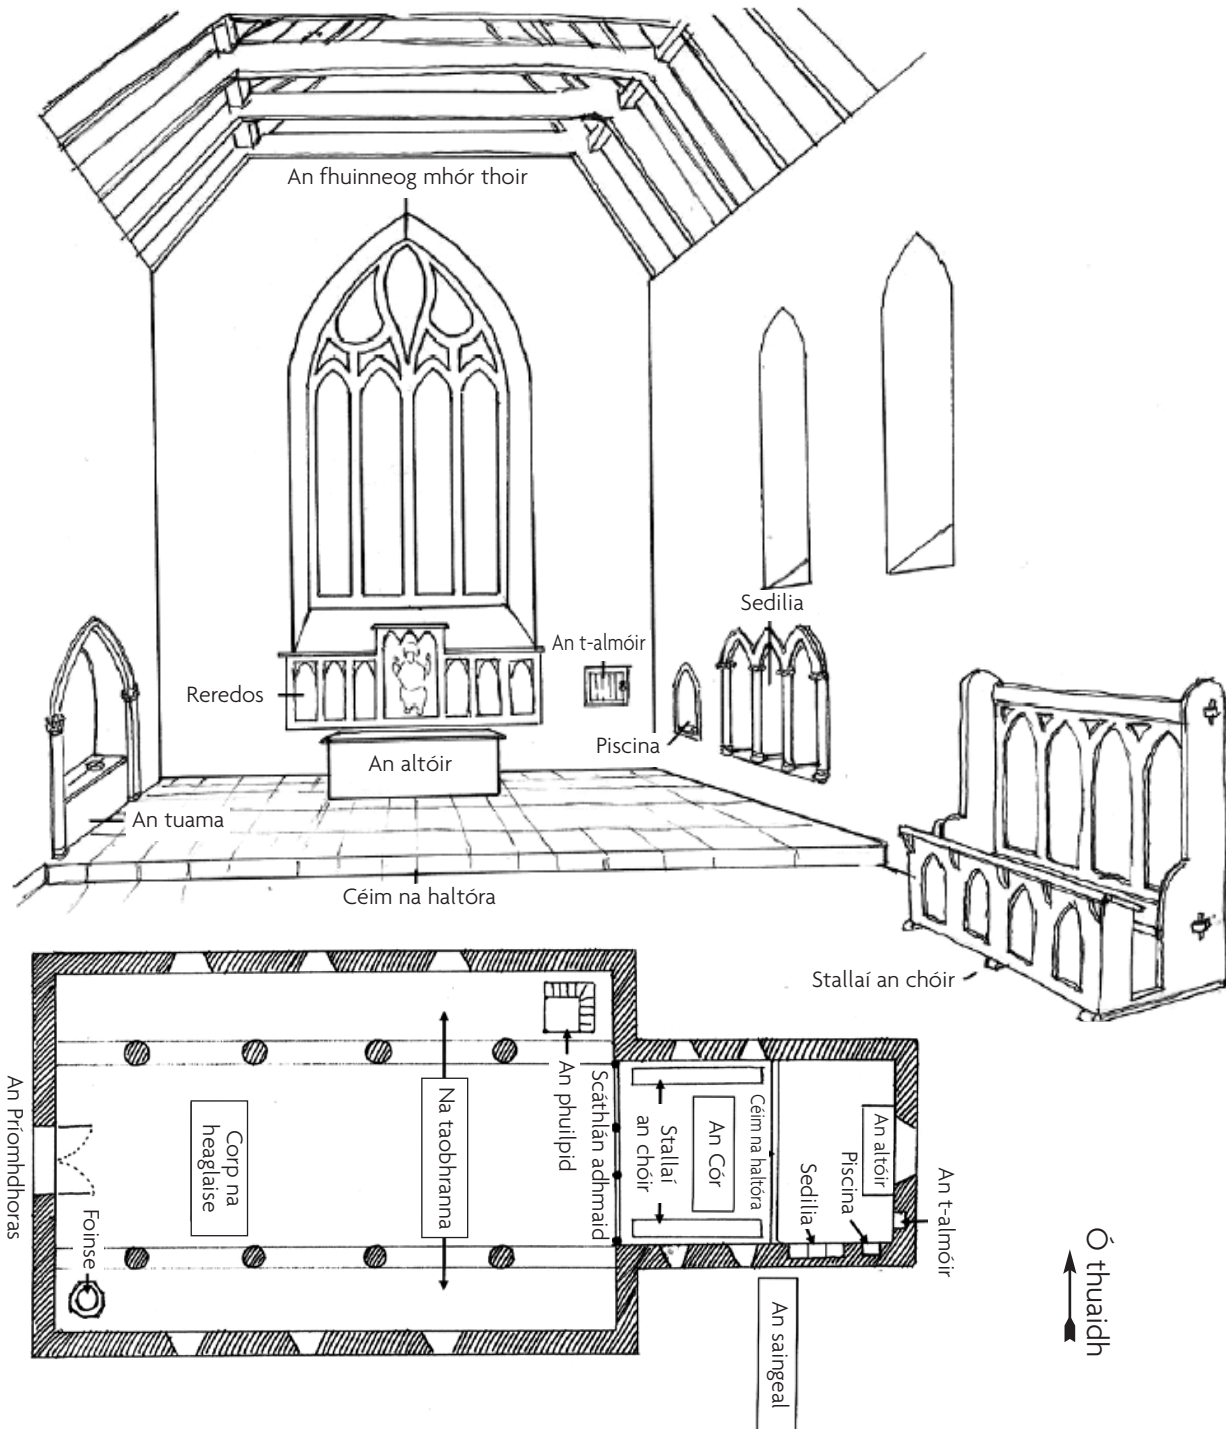 An fhuinneog mhór thoir
Sedilia
An t-almóir
Reredos
Piscina
An altóir
An tuama
Céim na haltóra
Stallaí an chóir
An Príomhdhoras
Foinse
Corp na
heaglaise
Na taobhranna
An phuilpid
Scáthlán adhmaid
Stallaí
an chóir
An Cór
Céim na haltóra
Sedilia
Piscina
An altóir
An t-almóir
An saingeal
Ó thuaidh